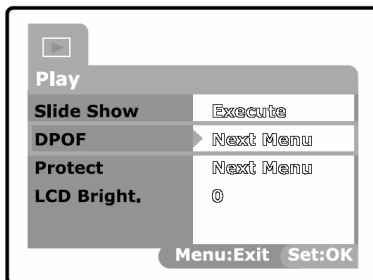 Play
Slide Show Execute
DPOF Next Menu
Protect Next Menu
LCD Bright. 0
Menu:Exit Set:OK